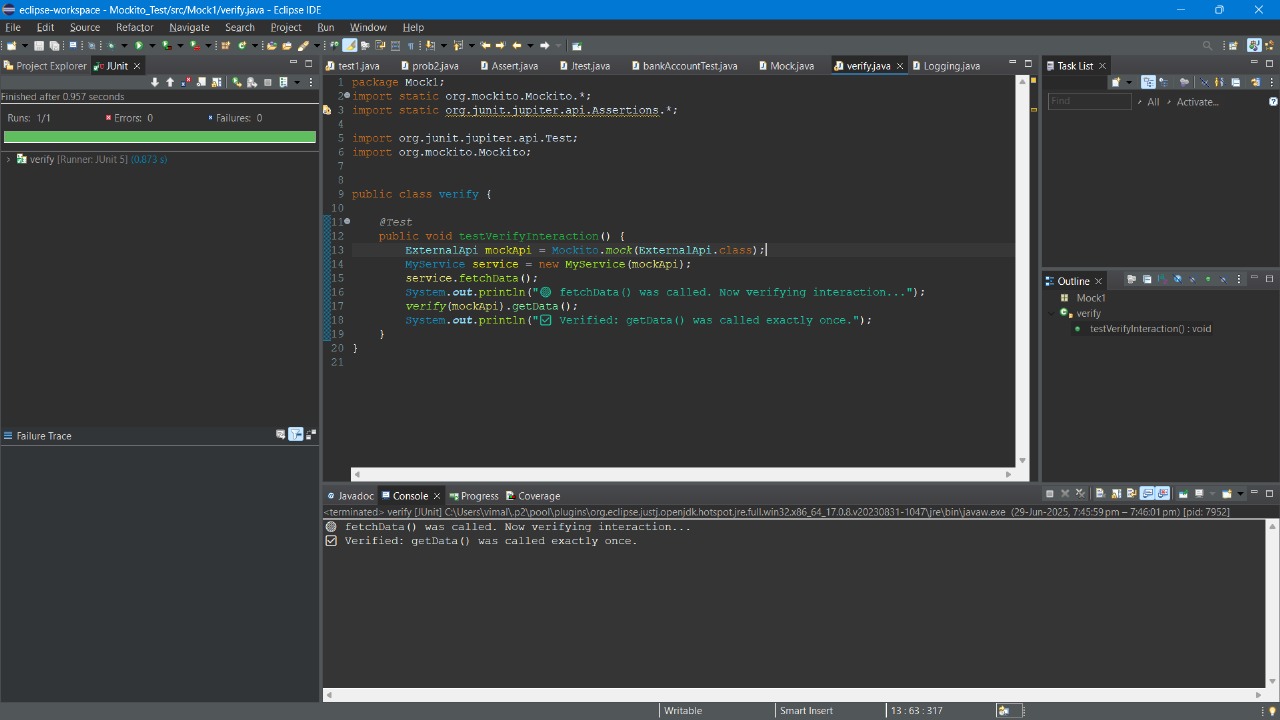 eclipse-workspace - Mockito_Test/src/Mock1/verify.java - Eclipse IDE
File Edit Source Refactor Navigate Search Project Run Window Help
Project Explorer JUnit
Finished after 0.957 seconds
Runs: 1/1 Errors: 0 Failures: 0
verify [Runner: JUnit 5] (0.873 s)
Failure Trace
test1.java prob2.java Assert.java Jtest.java bankAccountTest.java Mock.java verify.java Logging.java
1 package Mock1;
2 import static org.mockito.Mockito.*;
3 import static org.junit.jupiter.api.Assertions.*;
4
5 import org.junit.jupiter.api.Test;
6 import org.mockito.Mockito;
7
8
9 public class verify {
10
11 @Test
12 public void testVerifyInteraction() {
13 ExternalApi mockApi = Mockito.mock(ExternalApi.class);
14 MyService service = new MyService(mockApi);
15 service.fetchData();
16 System.out.println("🔘 fetchData() was called. Now verifying interaction...");
17 verify(mockApi).getData();
18 System.out.println("☑ Verified: getData() was called exactly once.");
19 }
20 }
21
Task List
Find All Activate...
Outline
Mock1
verify
testVerifyInteraction() : void
Javadoc Console Progress Coverage
<terminated> verify [JUnit] C:\Users\vimal\.p2\pool\plugins\org.eclipse.justj.openjdk.hotspot.jre.full.win32.x86_64_17.0.8.v20230831-1047\jre\bin\javaw.exe (29-Jun-2025, 7:45:59 pm – 7:46:01 pm) [pid: 7952]
🔘 fetchData() was called. Now verifying interaction...
☑ Verified: getData() was called exactly once.
Writable Smart Insert 13 : 63 : 317